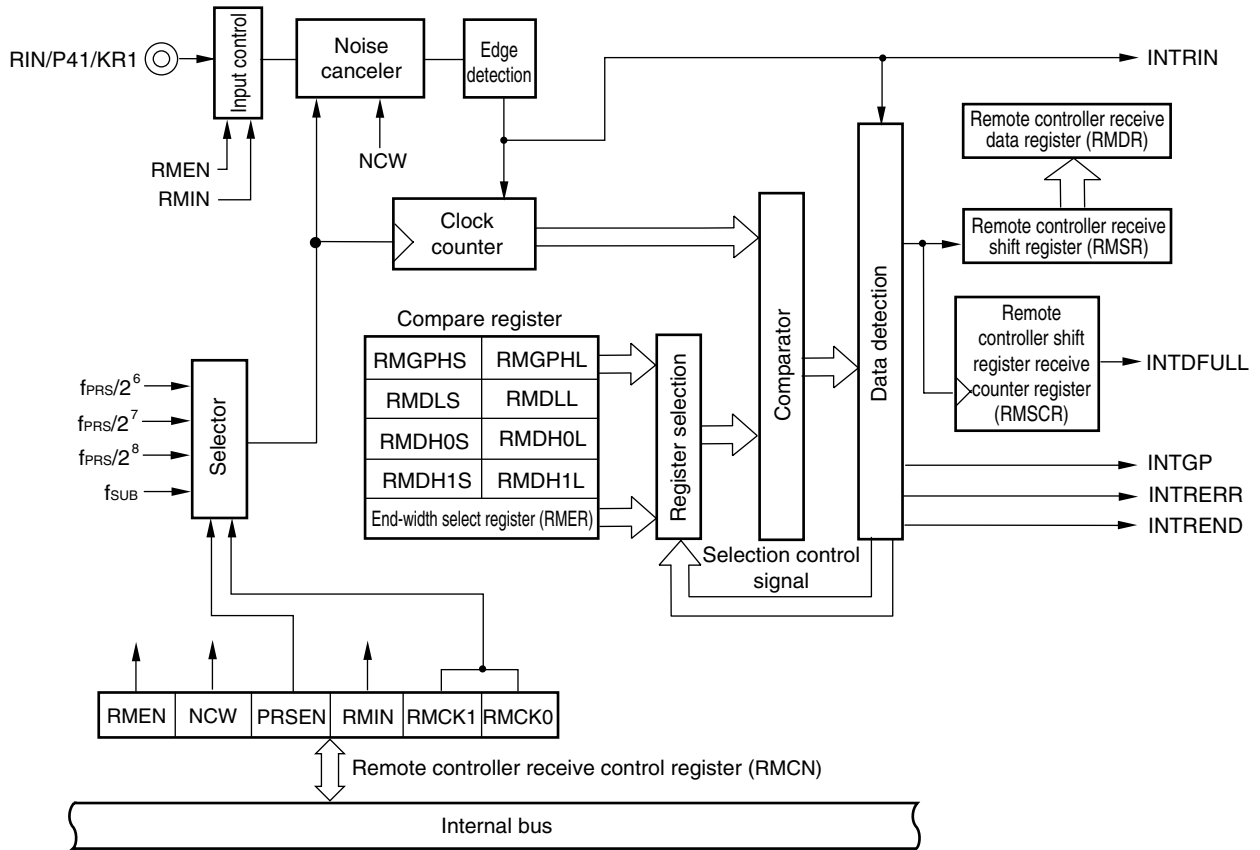 RIN/P41/KR1
Input control
Noise
canceler
Edge
detection
INTRIN
RMEN
RMIN
NCW
Remote controller receive
data register (RMDR)
Clock
counter
Remote controller receive
shift register (RMSR)
Compare register
RMGPHS
RMGPHL
RMDLS
RMDLL
RMDH0S
RMDH0L
RMDH1S
RMDH1L
End-width select register (RMER)
Register selection
Comparator
Data detection
Remote
controller shift
register receive
counter register
(RMSCR)
INTDFULL
fPRS/2^6
fPRS/2^7
fPRS/2^8
fSUB
Selector
INTGP
INTRERR
INTREND
Selection control
signal
RMEN
NCW
PRSEN
RMIN
RMCK1
RMCK0
Remote controller receive control register (RMCN)
Internal bus